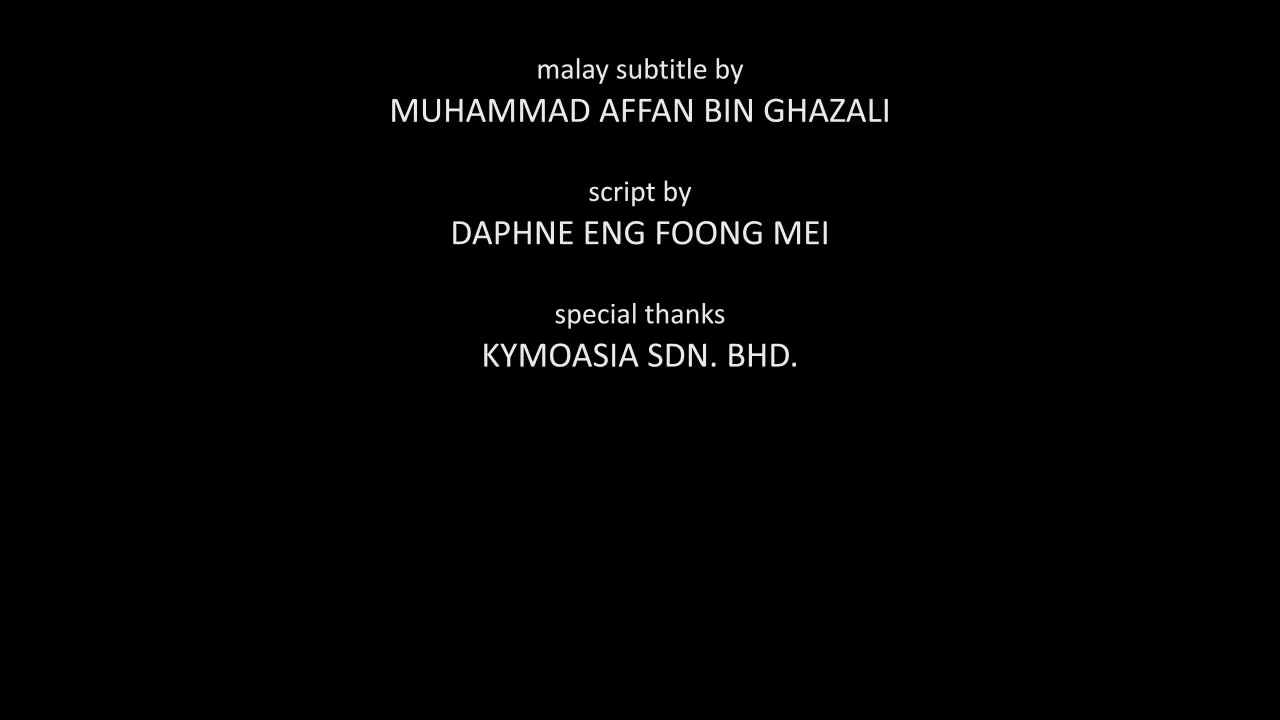 malay subtitle by
MUHAMMAD AFFAN BIN GHAZALI
script by
DAPHNE ENG FOONG MEI
special thanks
KYMOASIA SDN. BHD.